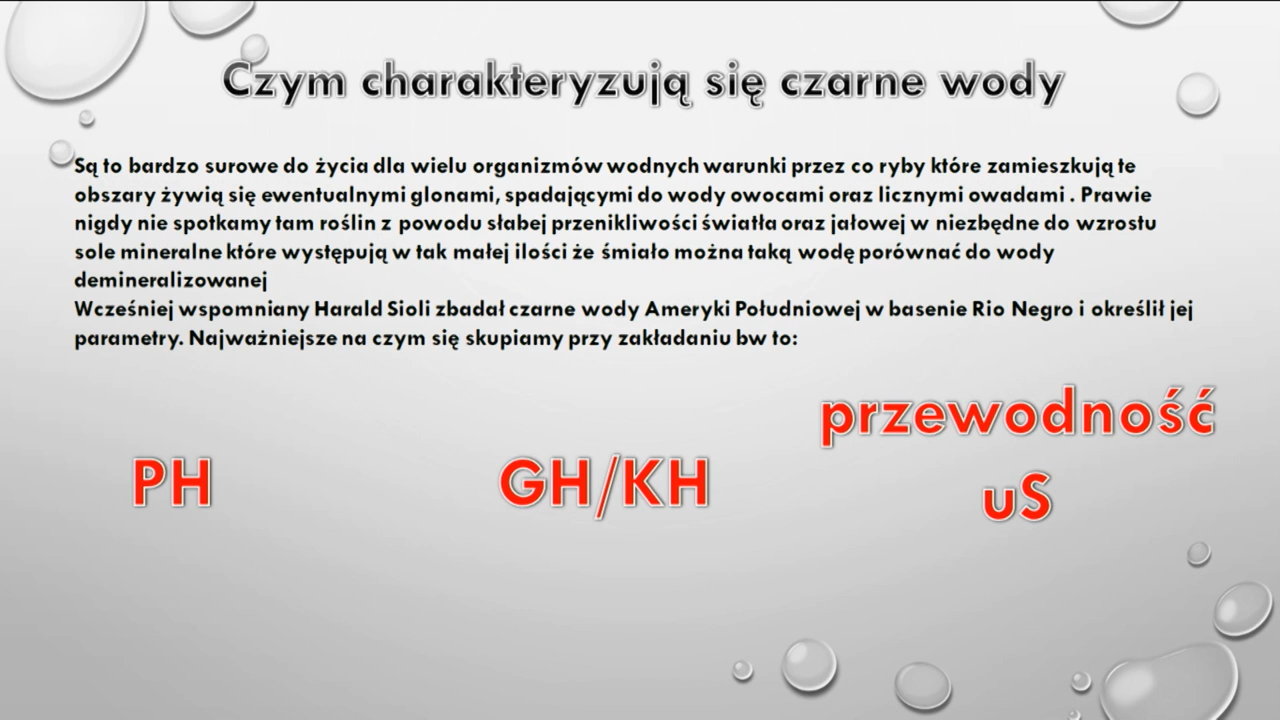 Czym charakteryzują się czarne wody
Są to bardzo surowe do życia dla wielu organizmów wodnych warunki przez co ryby które zamieszkują te
obszary żywią się ewentualnymi glonami, spadającymi do wody owocami oraz licznymi owadami . Prawie
nigdy nie spotkamy tam roślin z powodu słabej przenikliwości światła oraz jałowej w niezbędne do wzrostu
sole mineralne które występują w tak małej ilości że śmiało można taką wodę porównać do wody
demineralizowanej
Wcześniej wspomniany Harald Sioli zbadał czarne wody Ameryki Południowej w basenie Rio Negro i określił jej
parametry. Najważniejsze na czym się skupiamy przy zakładaniu bw to:
PH
GH/KH
przewodność
uS